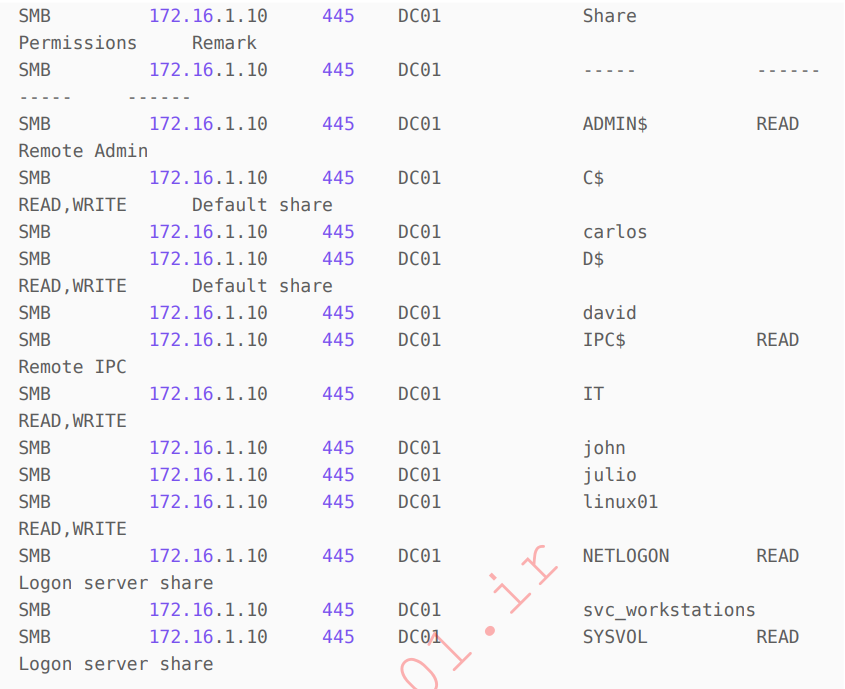 SMB 172.16.1.10 445 DC01 Share
Permissions Remark
SMB 172.16.1.10 445 DC01 ----- ------
----- ------
SMB 172.16.1.10 445 DC01 ADMIN$ READ
Remote Admin
SMB 172.16.1.10 445 DC01 C$
READ,WRITE Default share
SMB 172.16.1.10 445 DC01 carlos
SMB 172.16.1.10 445 DC01 D$
READ,WRITE Default share
SMB 172.16.1.10 445 DC01 david
SMB 172.16.1.10 445 DC01 IPC$ READ
Remote IPC
SMB 172.16.1.10 445 DC01 IT
READ,WRITE
SMB 172.16.1.10 445 DC01 john
SMB 172.16.1.10 445 DC01 julio
SMB 172.16.1.10 445 DC01 linux01
READ,WRITE
SMB 172.16.1.10 445 DC01 NETLOGON READ
Logon server share
SMB 172.16.1.10 445 DC01 svc_workstations
SMB 172.16.1.10 445 DC01 SYSVOL READ
Logon server share